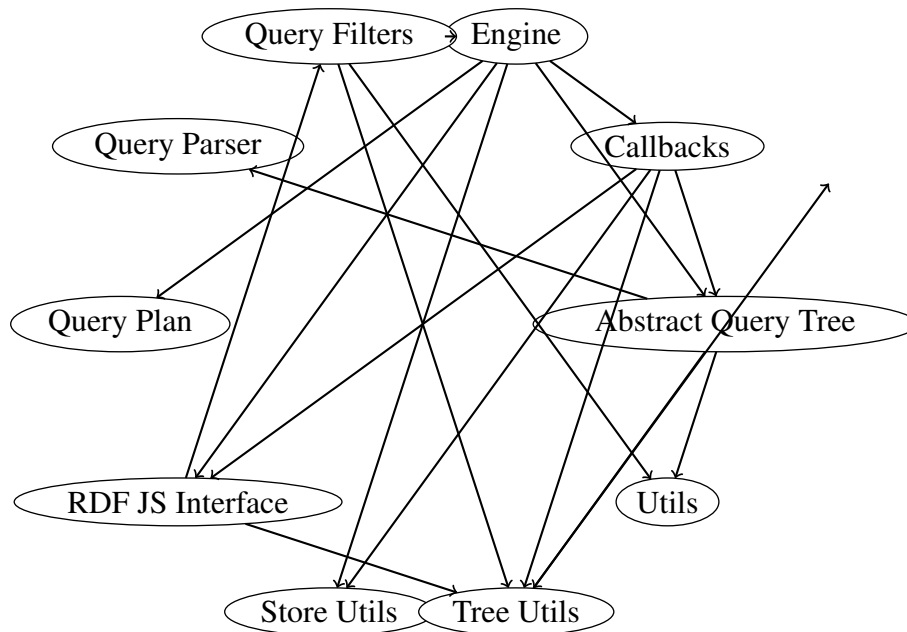 Query Filters
Engine
Query Parser
Callbacks
Query Plan
Abstract Query Tree
RDF JS Interface
Utils
Store Utils
Tree Utils